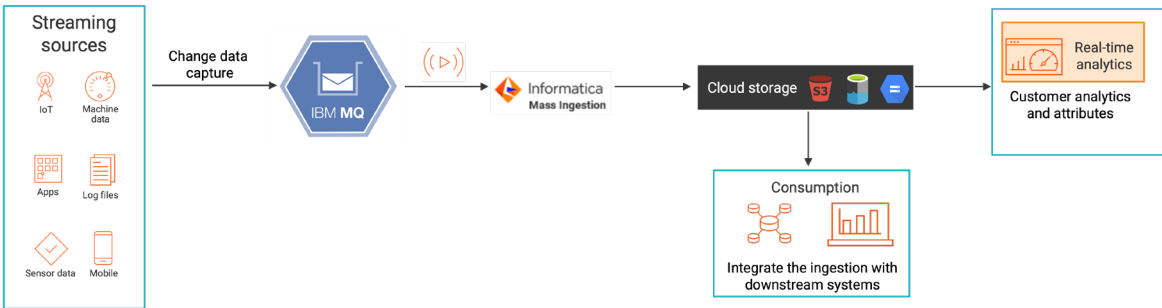 Streaming
sources
IoT
Machine
data
Apps
Log files
Sensor data
Mobile
Change data
capture
IBM MQ
Informatica
Mass Ingestion
Cloud storage
S3
Real-time
analytics
Customer analytics
and attributes
Consumption
Integrate the ingestion with
downstream systems